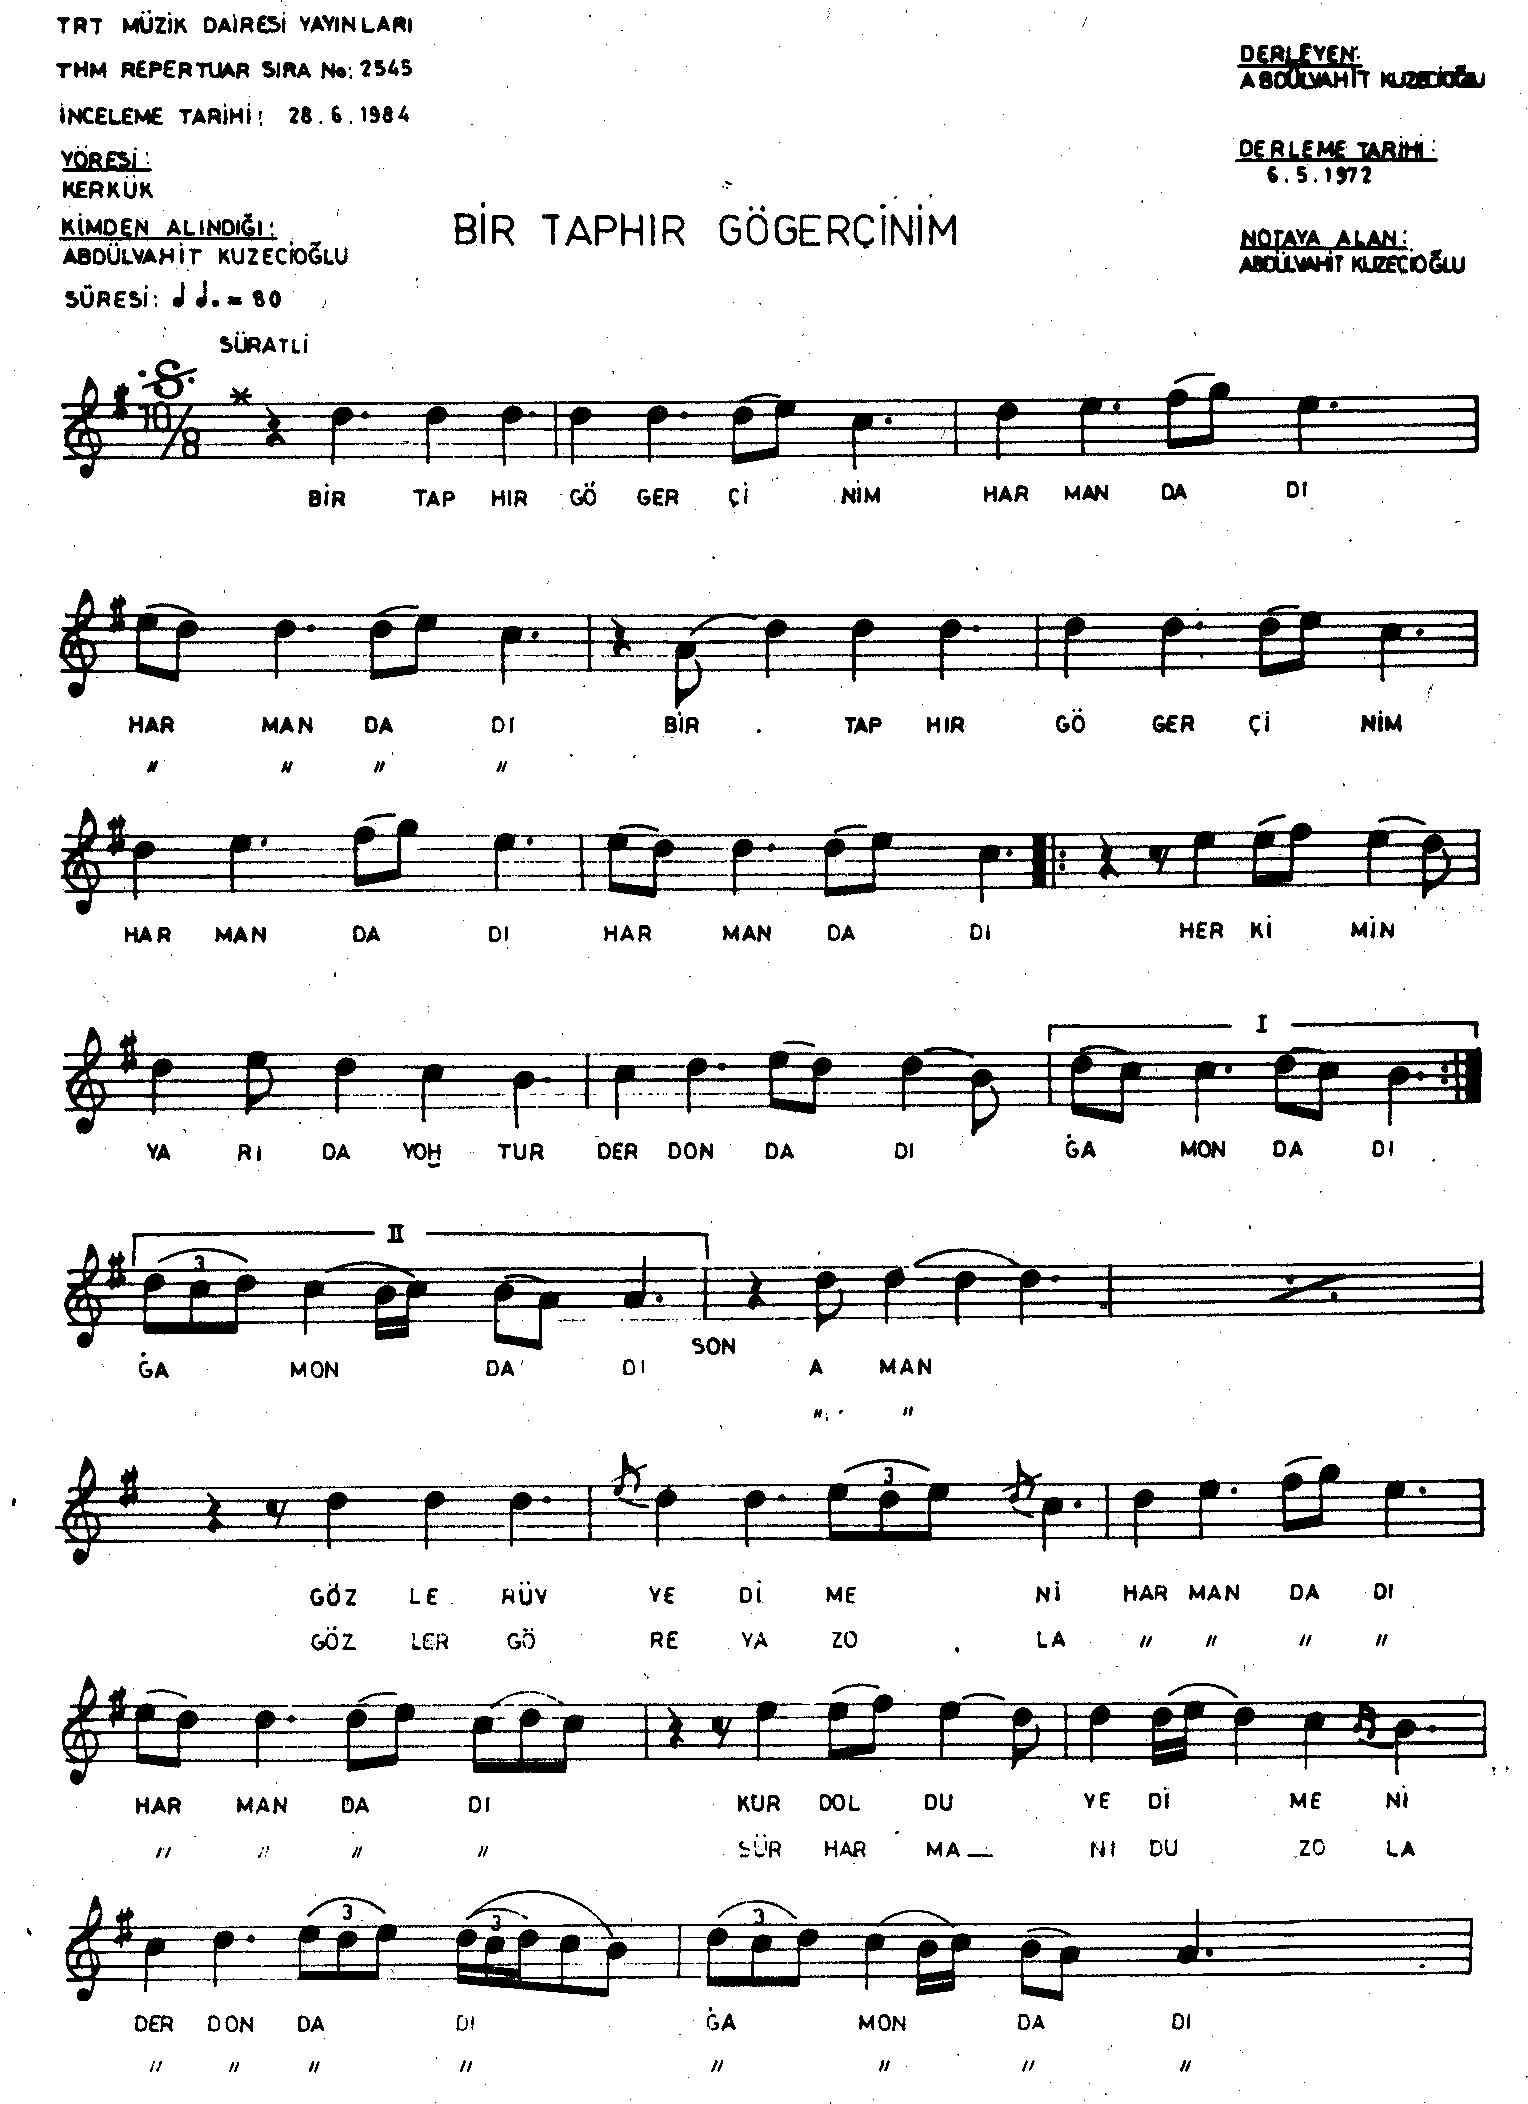 TRT MÜZİK DAİRESİ YAYINLARI
THM REPERTUAR SIRA No: 2545
İNCELEME TARİHİ: 28.6.1984
YÖRESİ:
KERKÜK
KİMDEN ALINDIĞI:
ABDÜLVAHİT KUZECİOĞLU
SÜRESİ: = 80
DERLEYEN:
ABDÜLVAHİT KUZECİOĞLU
DERLEME TARİHİ:
6.5.1972
NOTAYA ALAN:
ABDÜLVAHİT KUZECİOĞLU
BİR TAPHIR GÖGERÇİNİM
SÜRATLİ
10/8
BİR TAP HIR GÖ GER Çİ NİM HAR MAN DA DI
HAR MAN DA DI BİR . TAP HIR GÖ GER Çİ NİM
" " " "
HAR MAN DA DI HAR MAN DA DI HER Kİ MİN
I
YA RI DA YOH TUR DER DON DA DI ĠA MON DA DI
II
3
SON
ĠA MON DA DI A MAN
" "
3
GÖZ LE RÜV YE Dİ ME Nİ HAR MAN DA DI
GÖZ LER GÖ RE YA ZO LA " " " "
HAR MAN DA DI KUR DOL DU YE Dİ ME Nİ
" " " " SÜR HAR MA NI DU ZO LA
3 3 3
DER DON DA DI ĠA MON DA DI
" " " " " " " "